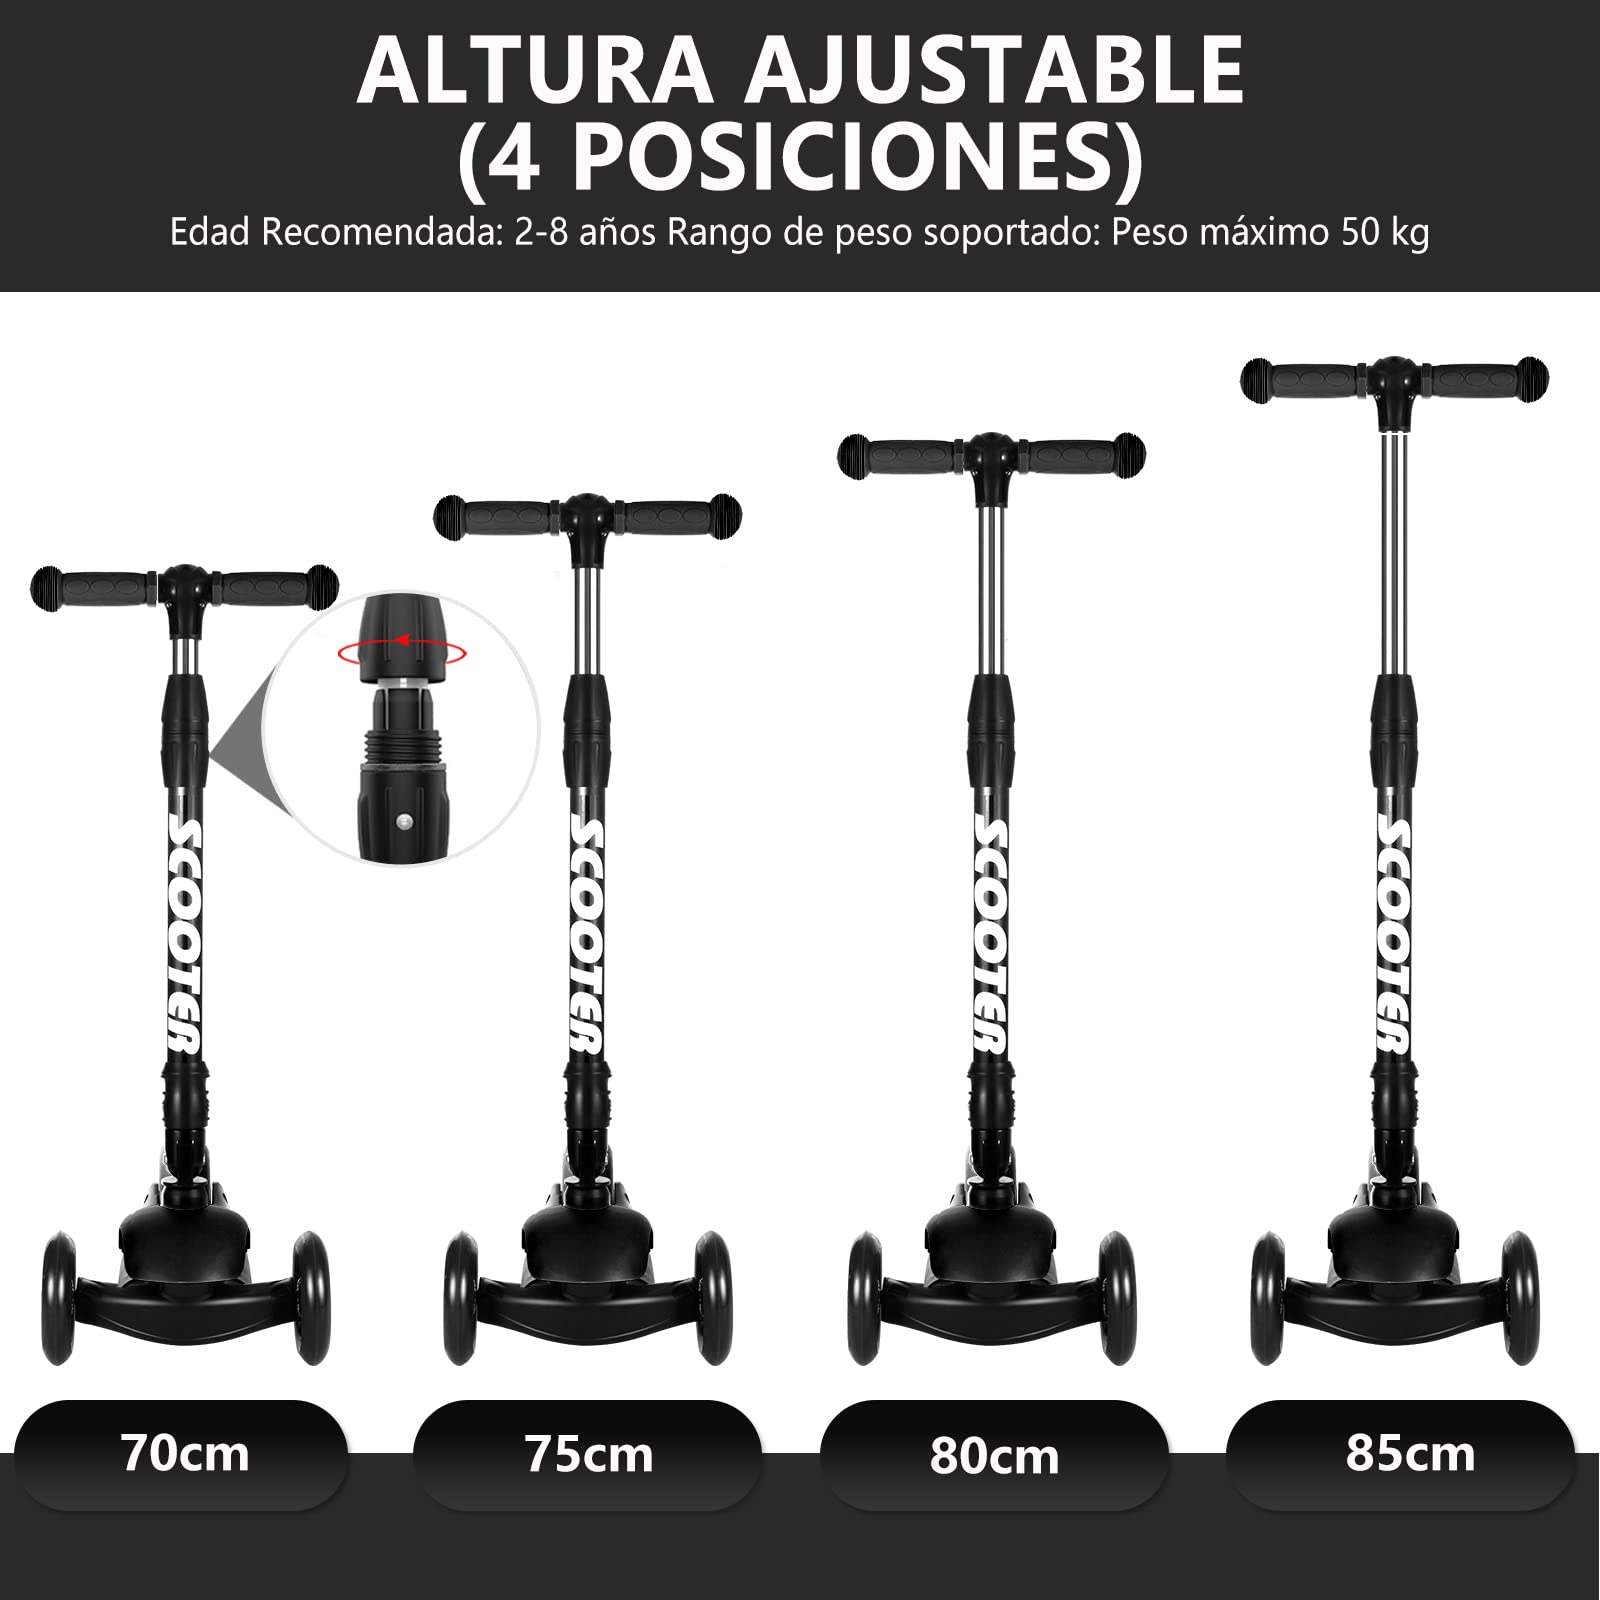 ALTURA AJUSTABLE
(4 POSICIONES)
Edad Recomendada: 2-8 años Rango de peso soportado: Peso máximo 50 kg
SCOOTER
SCOOTER
SCOOTER
SCOOTER
70cm
75cm
80cm
85cm